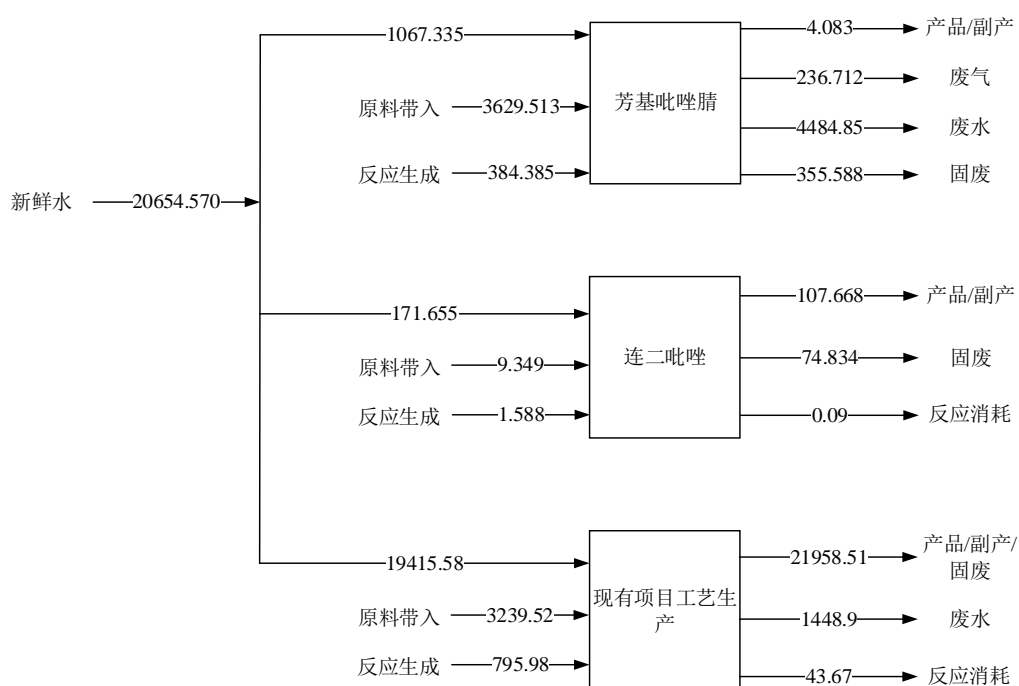 1067.335
4.083
产品/副产
236.712
废气
原料带入
3629.513
芳基吡唑腈
4484.85
废水
反应生成
384.385
355.588
固废
新鲜水
20654.570
171.655
107.668
产品/副产
原料带入
9.349
连二吡唑
74.834
固废
反应生成
1.588
0.09
反应消耗
19415.58
21958.51
产品/副产/
固废
原料带入
3239.52
现有项目工艺生
产
1448.9
废水
反应生成
795.98
43.67
反应消耗